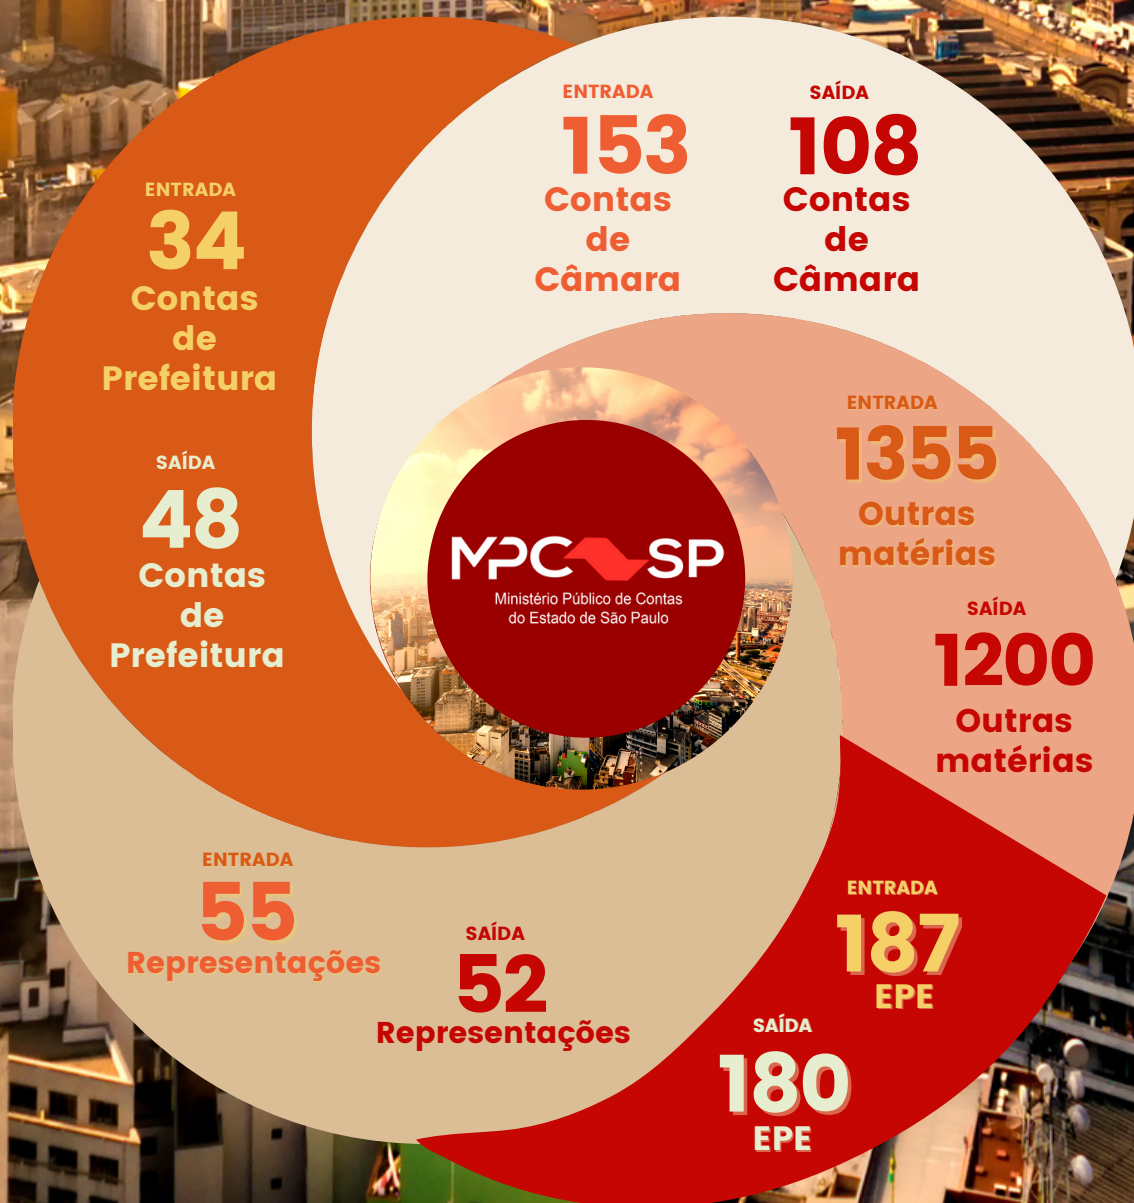 ENTRADA
153
Contas
de
Câmara
SAÍDA
108
Contas
de
Câmara
ENTRADA
34
Contas
de
Prefeitura
SAÍDA
48
Contas
de
Prefeitura
ENTRADA
1355
Outras
matérias
SAÍDA
1200
Outras
matérias
MPC SP
Ministério Público de Contas
do Estado de São Paulo
ENTRADA
55
Representações
SAÍDA
52
Representações
ENTRADA
187
EPE
SAÍDA
180
EPE